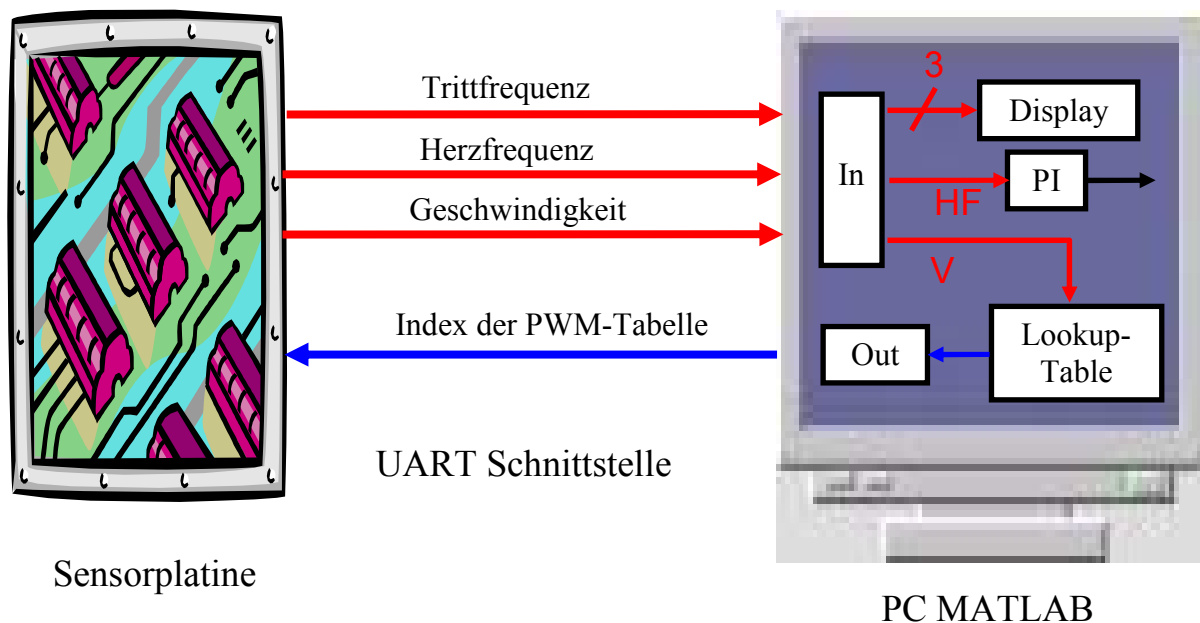 Trittfrequenz
Herzfrequenz
Geschwindigkeit
Index der PWM-Tabelle
UART Schnittstelle
Sensorplatine
In
3
Display
HF
PI
V
Lookup-
Table
Out
PC MATLAB